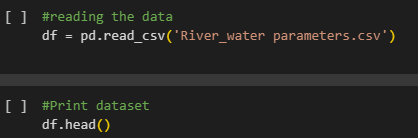 [ ] #reading the data
df = pd.read_csv('River_water parameters.csv')
[ ] #Print dataset
df.head()